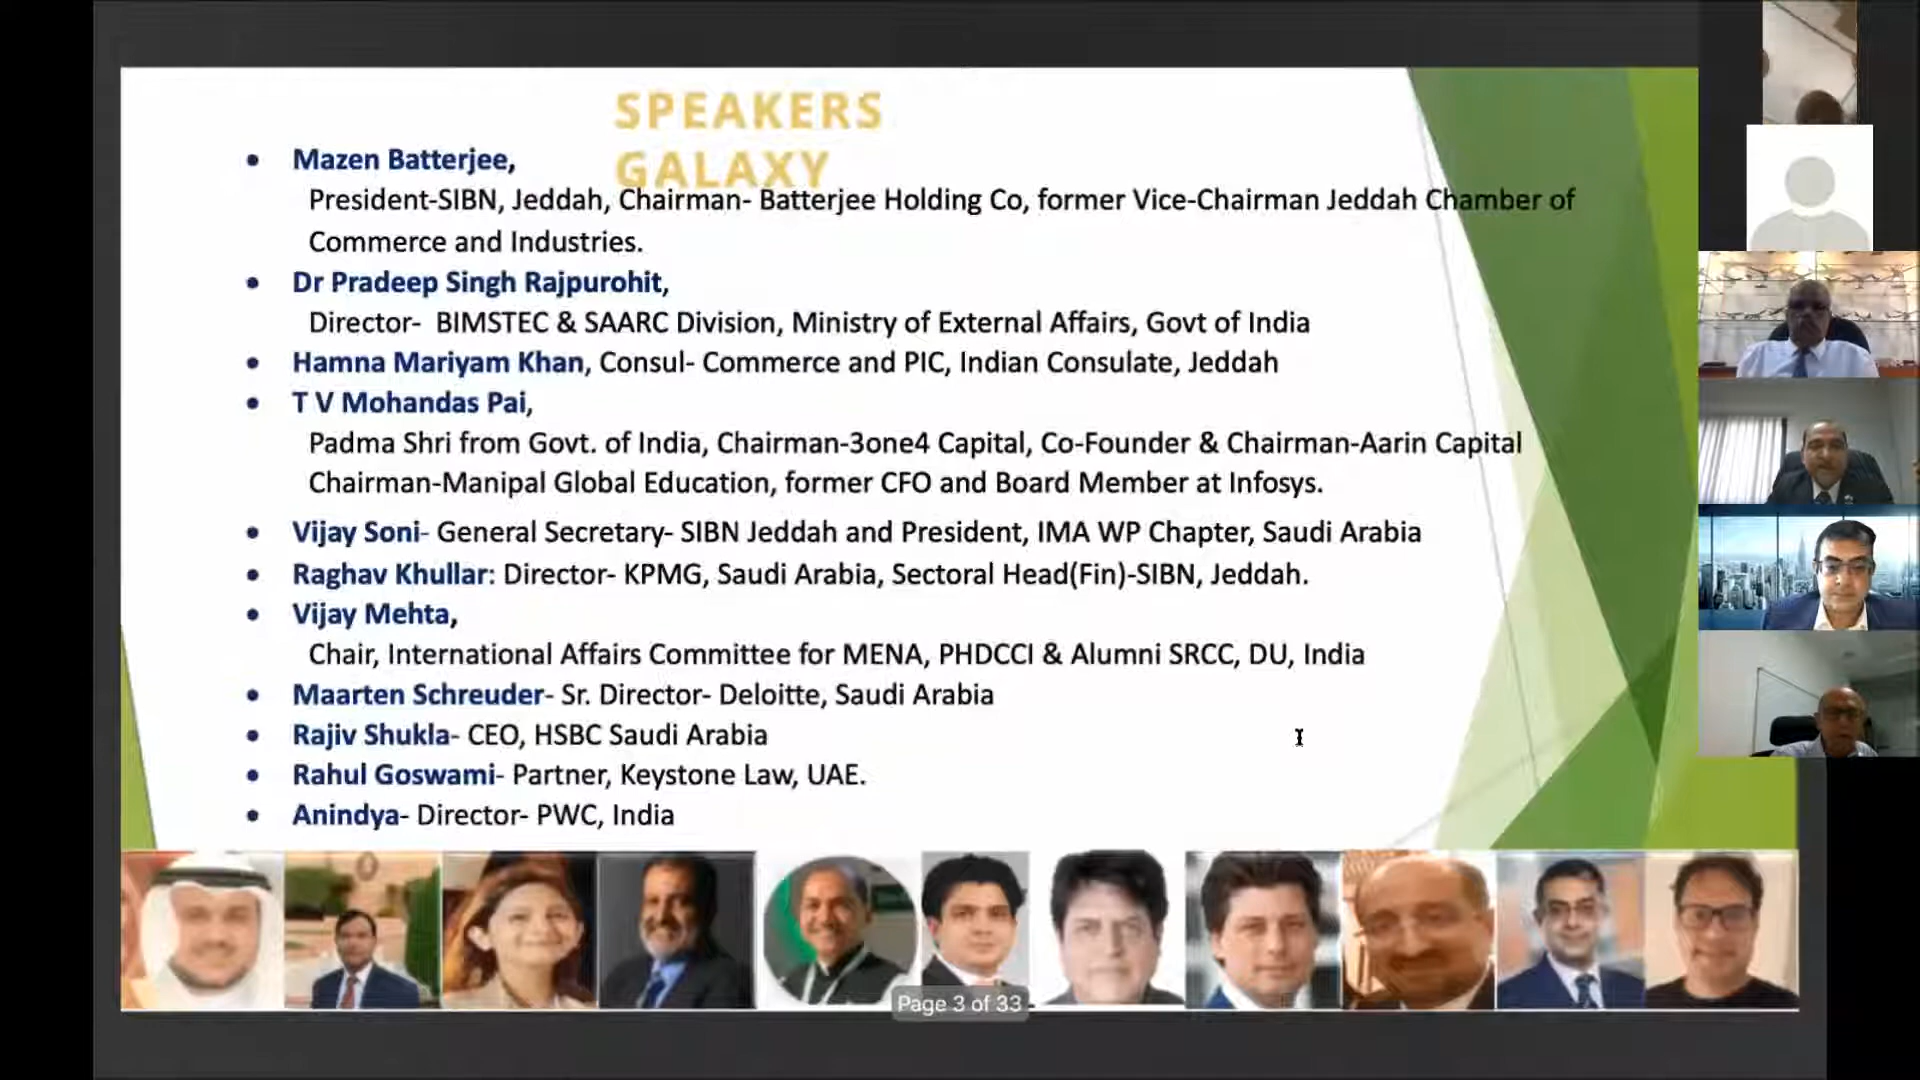 SPEAKERS
GALAXY
• Mazen Batterjee,
President-SIBN, Jeddah, Chairman- Batterjee Holding Co, former Vice-Chairman Jeddah Chamber of
Commerce and Industries.
• Dr Pradeep Singh Rajpurohit,
Director- BIMSTEC & SAARC Division, Ministry of External Affairs, Govt of India
• Hamna Mariyam Khan, Consul- Commerce and PIC, Indian Consulate, Jeddah
• T V Mohandas Pai,
Padma Shri from Govt. of India, Chairman-3one4 Capital, Co-Founder & Chairman-Aarin Capital
Chairman-Manipal Global Education, former CFO and Board Member at Infosys.
• Vijay Soni- General Secretary- SIBN Jeddah and President, IMA WP Chapter, Saudi Arabia
• Raghav Khullar: Director- KPMG, Saudi Arabia, Sectoral Head(Fin)-SIBN, Jeddah.
• Vijay Mehta,
Chair, International Affairs Committee for MENA, PHDCCI & Alumni SRCC, DU, India
• Maarten Schreuder- Sr. Director- Deloitte, Saudi Arabia
• Rajiv Shukla- CEO, HSBC Saudi Arabia
• Rahul Goswami- Partner, Keystone Law, UAE.
• Anindya- Director- PWC, India
Page 3 of 33